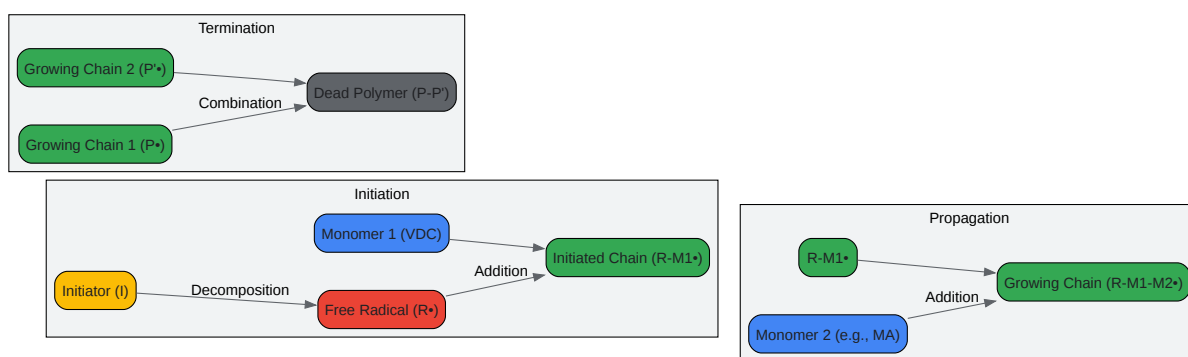 Termination
Growing Chain 2 (P'•)
Dead Polymer (P-P')
Combination
Growing Chain 1 (P•)
Initiation
Monomer 1 (VDC)
Initiated Chain (R-M1•)
Addition
Initiator (I)
Decomposition
Free Radical (R•)
Propagation
R-M1•
Growing Chain (R-M1-M2•)
Addition
Monomer 2 (e.g., MA)